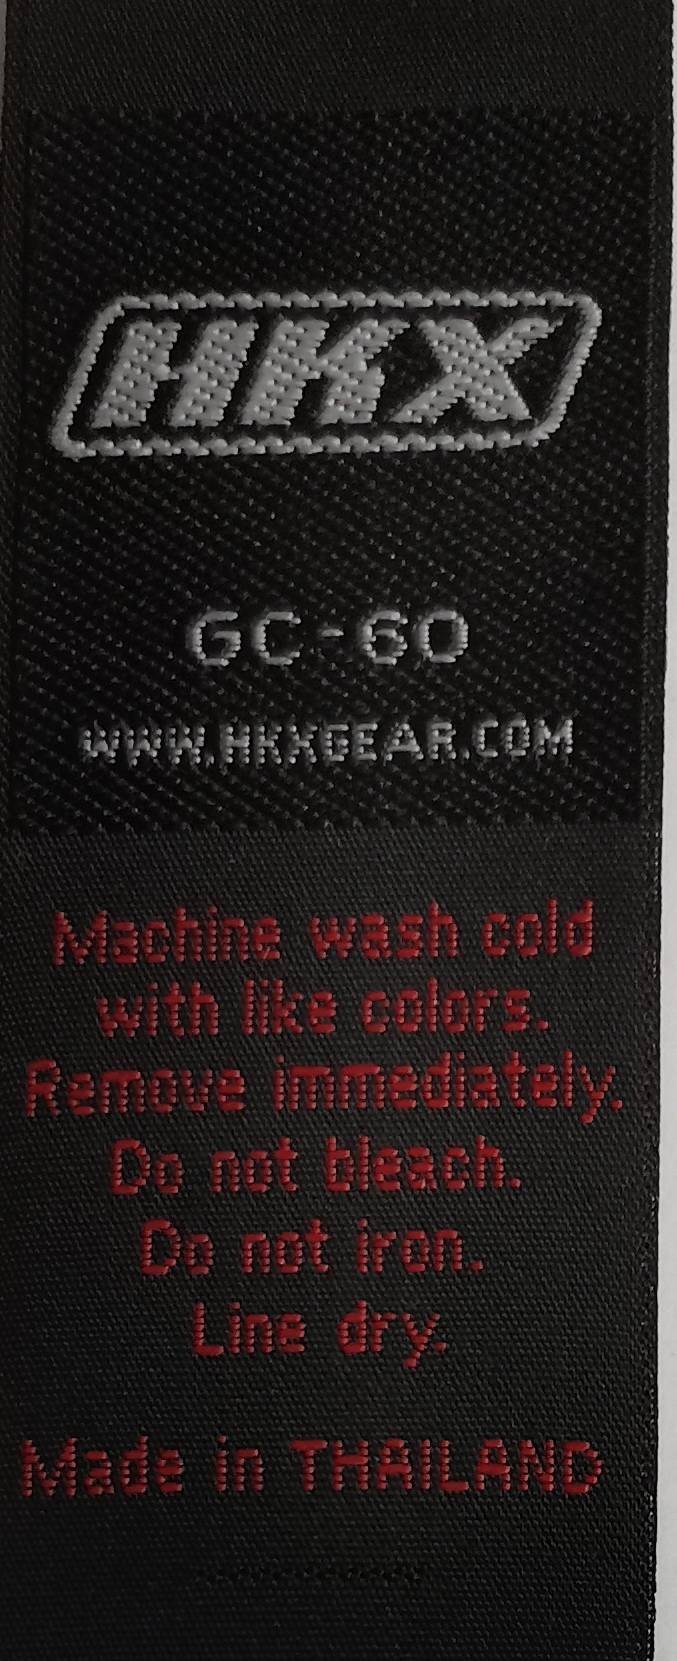 HKX
GC-60
WWW.HKXGEAR.COM
Machine wash cold
with like colors.
Remove immediately.
Do not bleach.
Do not iron.
Line dry.
Made in THAILAND